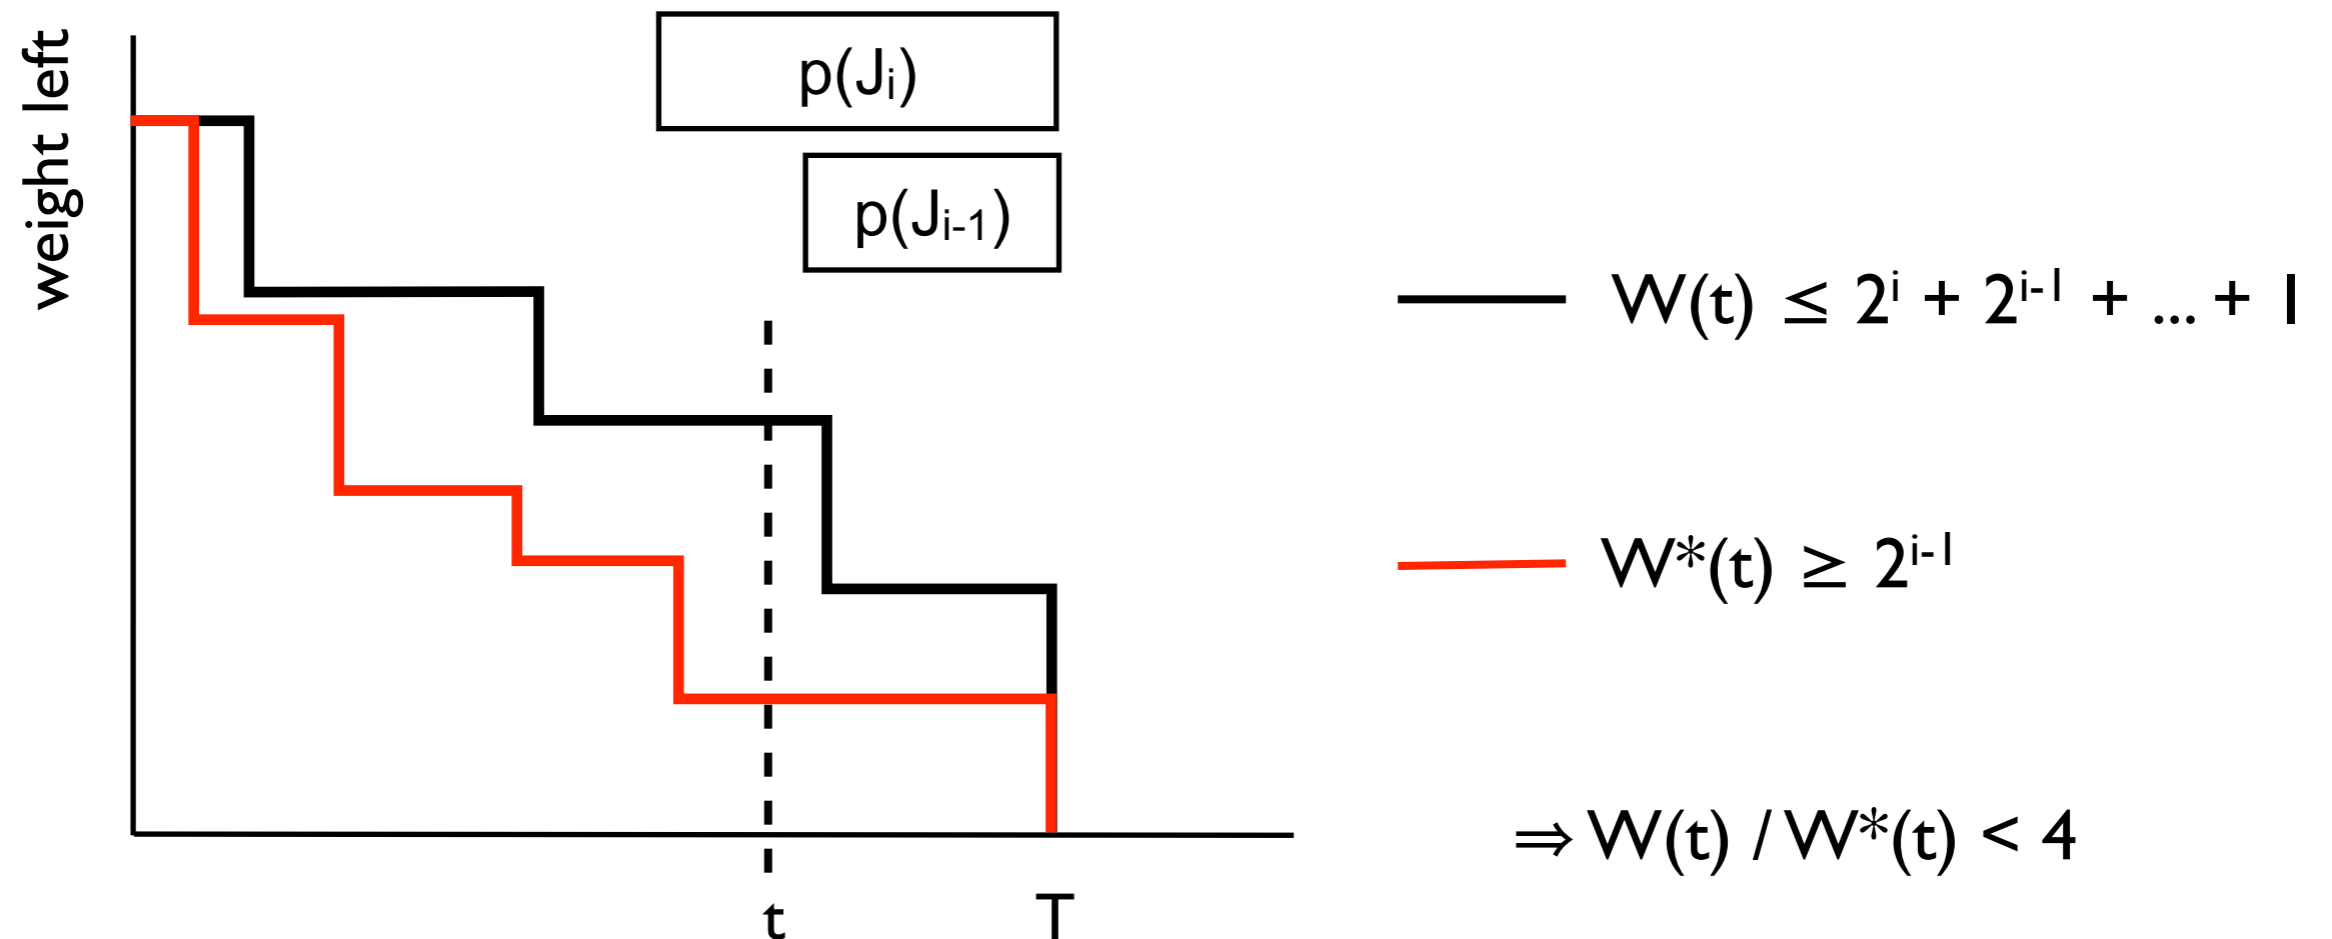 weight left
p(Jᵢ)
p(Jᵢ₋₁)
W(t) ≤ 2ⁱ + 2ⁱ⁻¹ + ... + 1
W*(t) ≥ 2ⁱ⁻¹
⇒ W(t) / W*(t) < 4
t
T